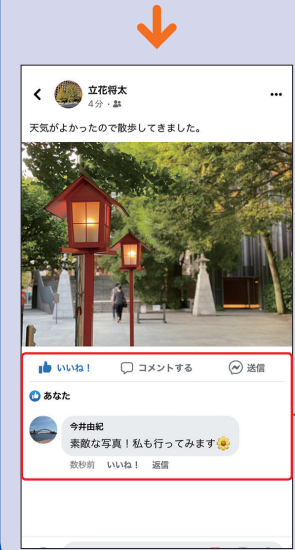 立花将太
4分
天気がよかったので散歩してきました。
いいね！ コメントする 送信
あなた
今井由紀
素敵な写真！私も行ってみます🌼
数秒前 いいね！ 返信